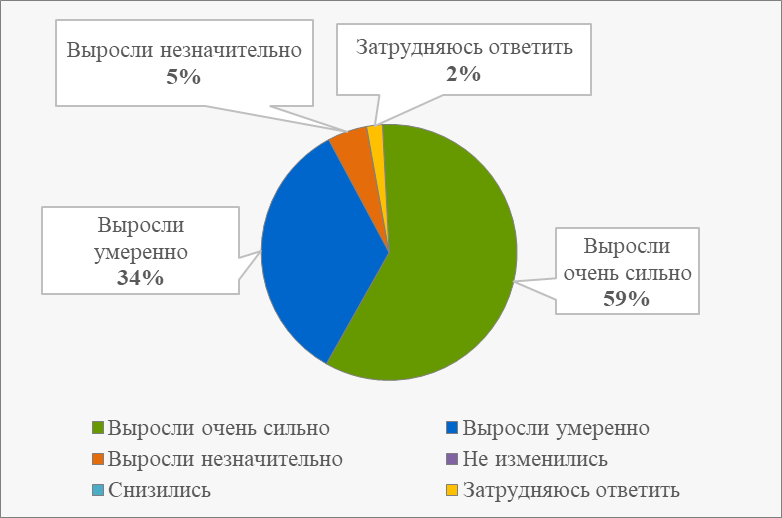 Выросли незначительно
5%
Затрудняюсь ответить
2%
Выросли
умеренно
34%
Выросли
очень сильно
59%
Выросли очень сильно
Выросли умеренно
Выросли незначительно
Не изменились
Снизились
Затрудняюсь ответить